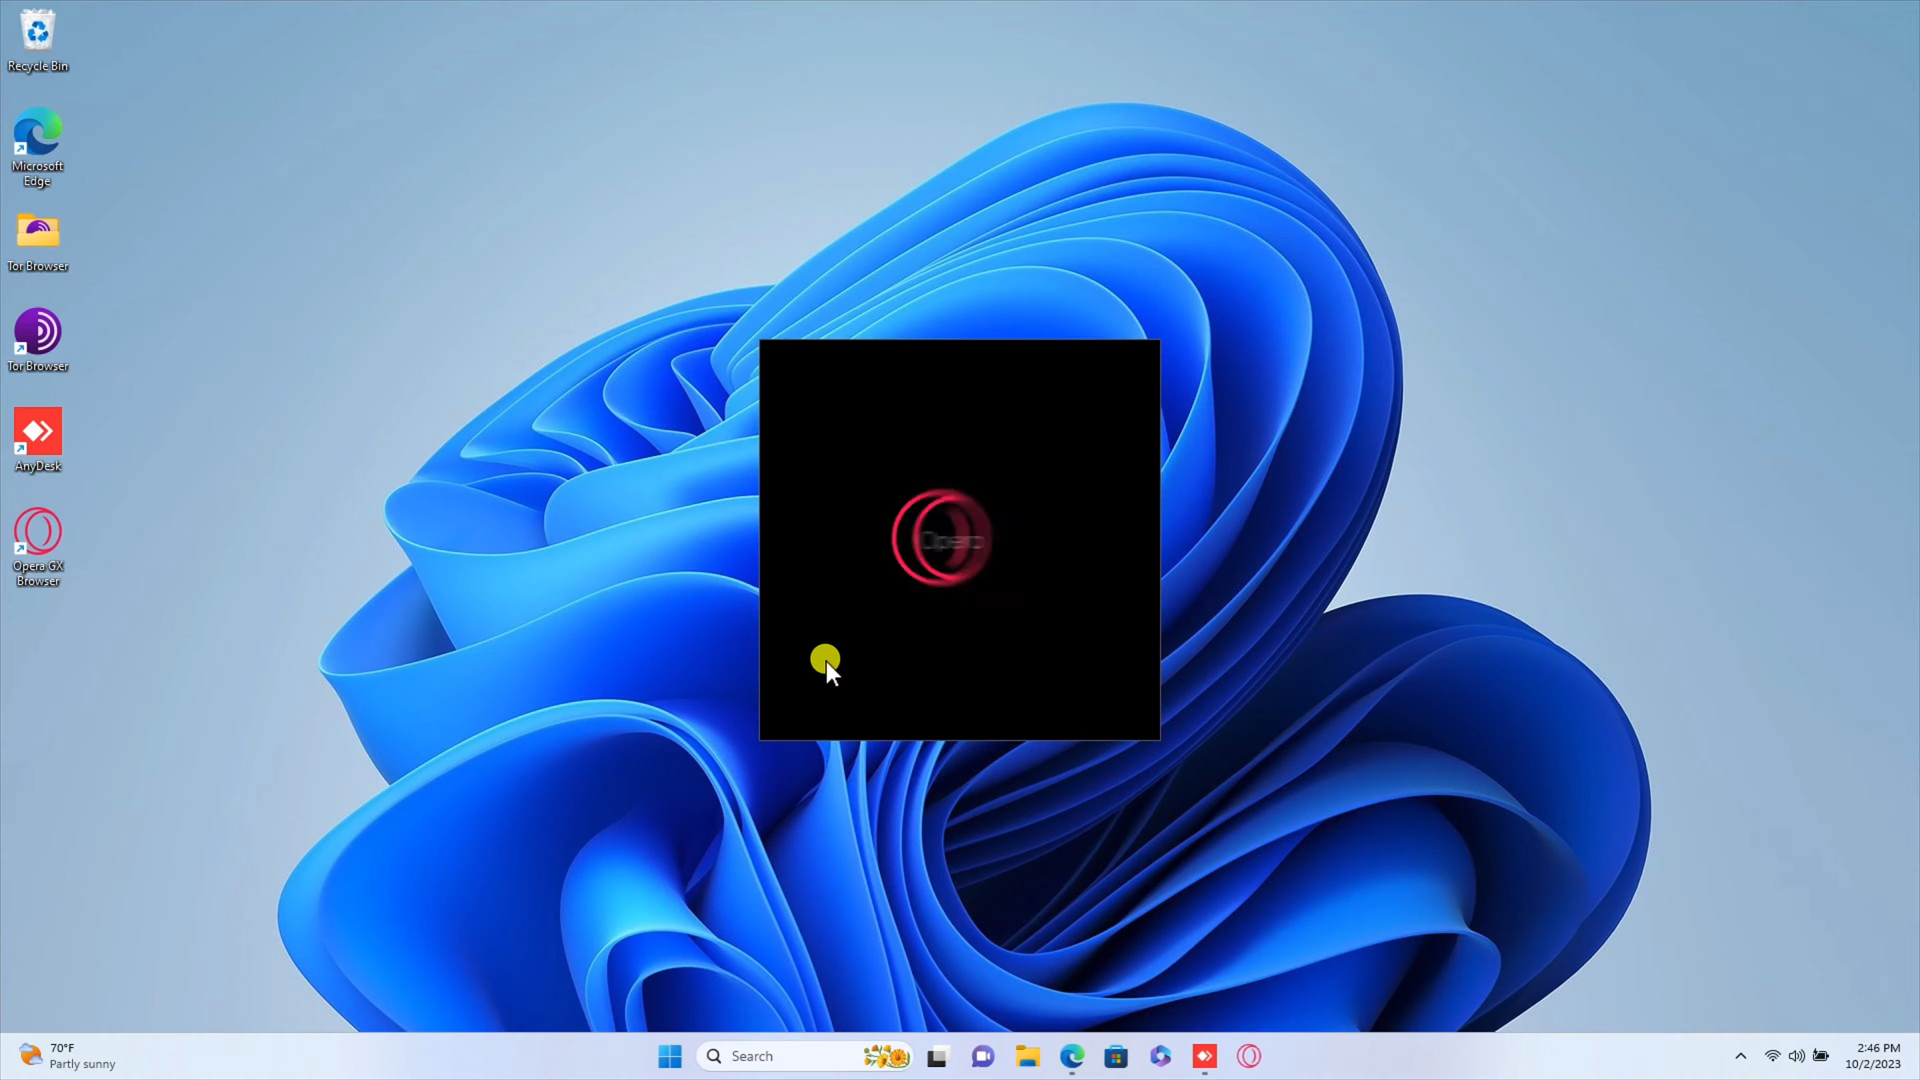 Recycle Bin
Microsoft
Edge
Tor Browser
Tor Browser
AnyDesk
Opera GX
Browser
Opera
70°F
Partly sunny
Search
2:46 PM
10/2/2023